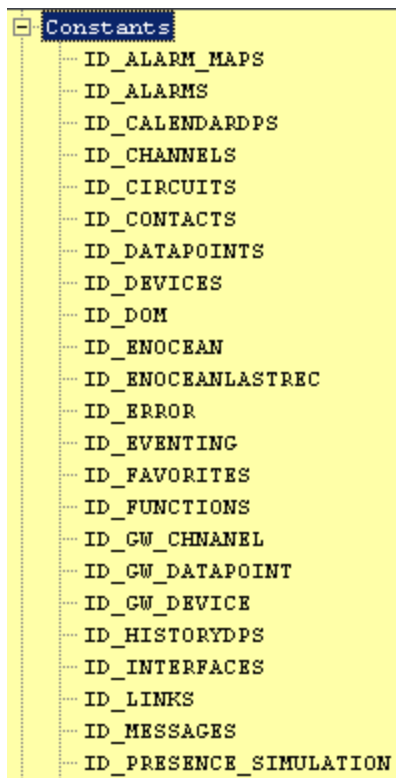 Constants
ID_ALARM_MAPS
ID_ALARMS
ID_CALENDARDPS
ID_CHANNELS
ID_CIRCUITS
ID_CONTACTS
ID_DATAPOINTS
ID_DEVICES
ID_DOM
ID_ENOCEAN
ID_ENOCEANLASTREC
ID_ERROR
ID_EVENTING
ID_FAVORITES
ID_FUNCTIONS
ID_GW_CHNANEL
ID_GW_DATAPOINT
ID_GW_DEVICE
ID_HISTORYDPS
ID_INTERFACES
ID_LINKS
ID_MESSAGES
ID_PRESENCE_SIMULATION